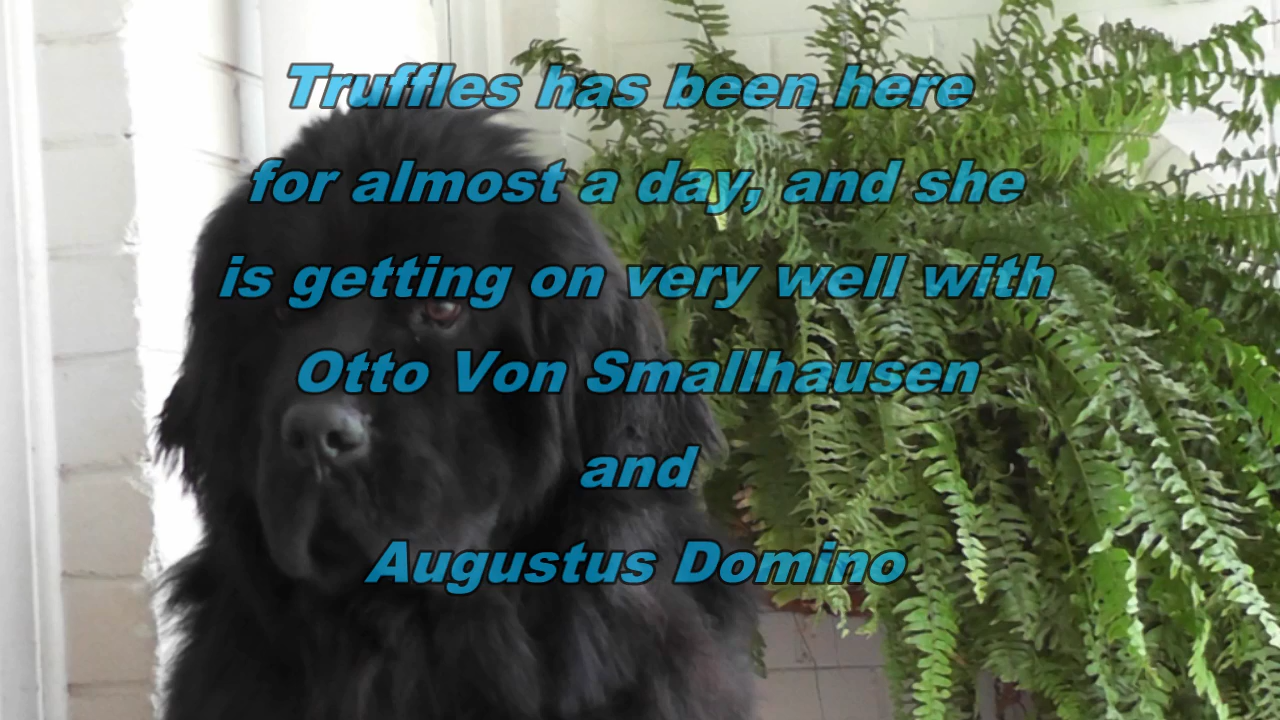 Truffles has been here
for almost a day, and she
is getting on very well with
Otto Von Smallhausen
and
Augustus Domino